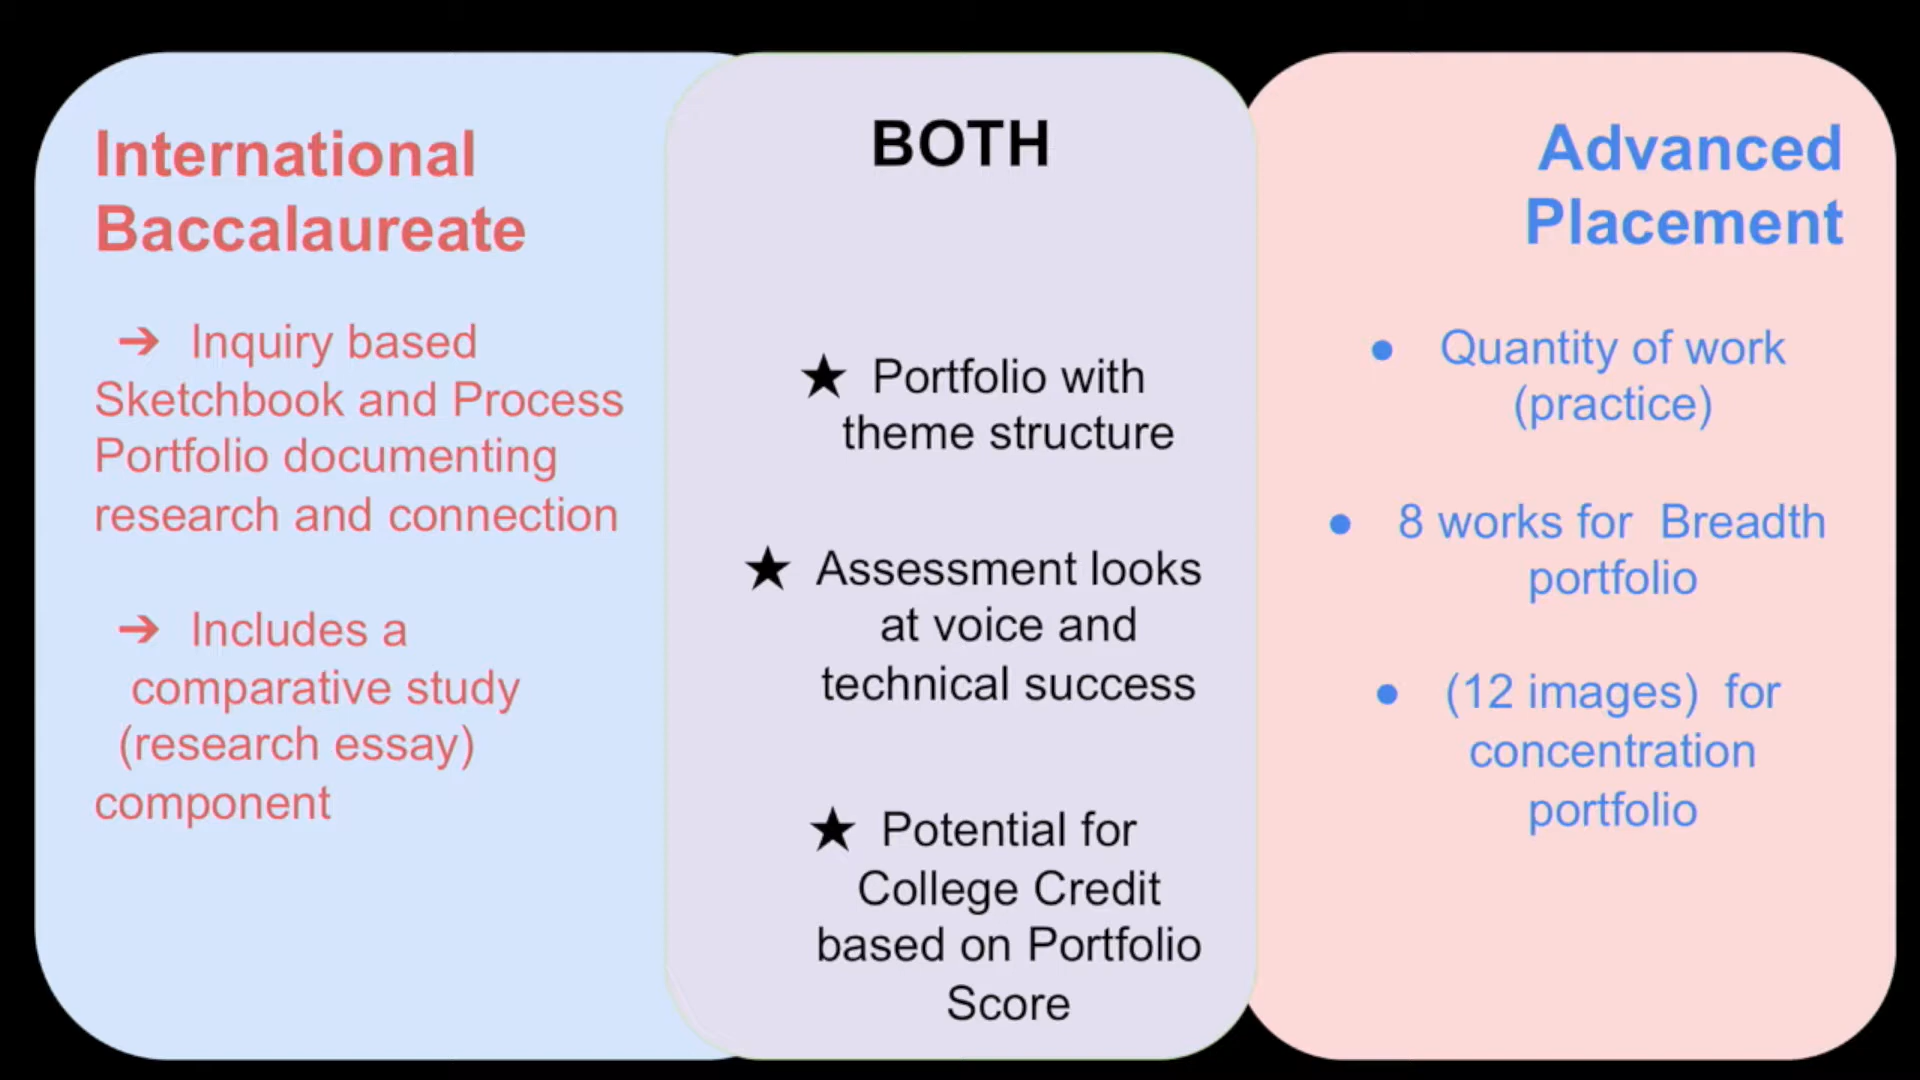 International
Baccalaureate
➔ Inquiry based
Sketchbook and Process
Portfolio documenting
research and connection
➔ Includes a
comparative study
(research essay)
component
BOTH
★ Portfolio with
theme structure
★ Assessment looks
at voice and
technical success
★ Potential for
College Credit
based on Portfolio
Score
Advanced
Placement
● Quantity of work
(practice)
● 8 works for Breadth
portfolio
● (12 images) for
concentration
portfolio